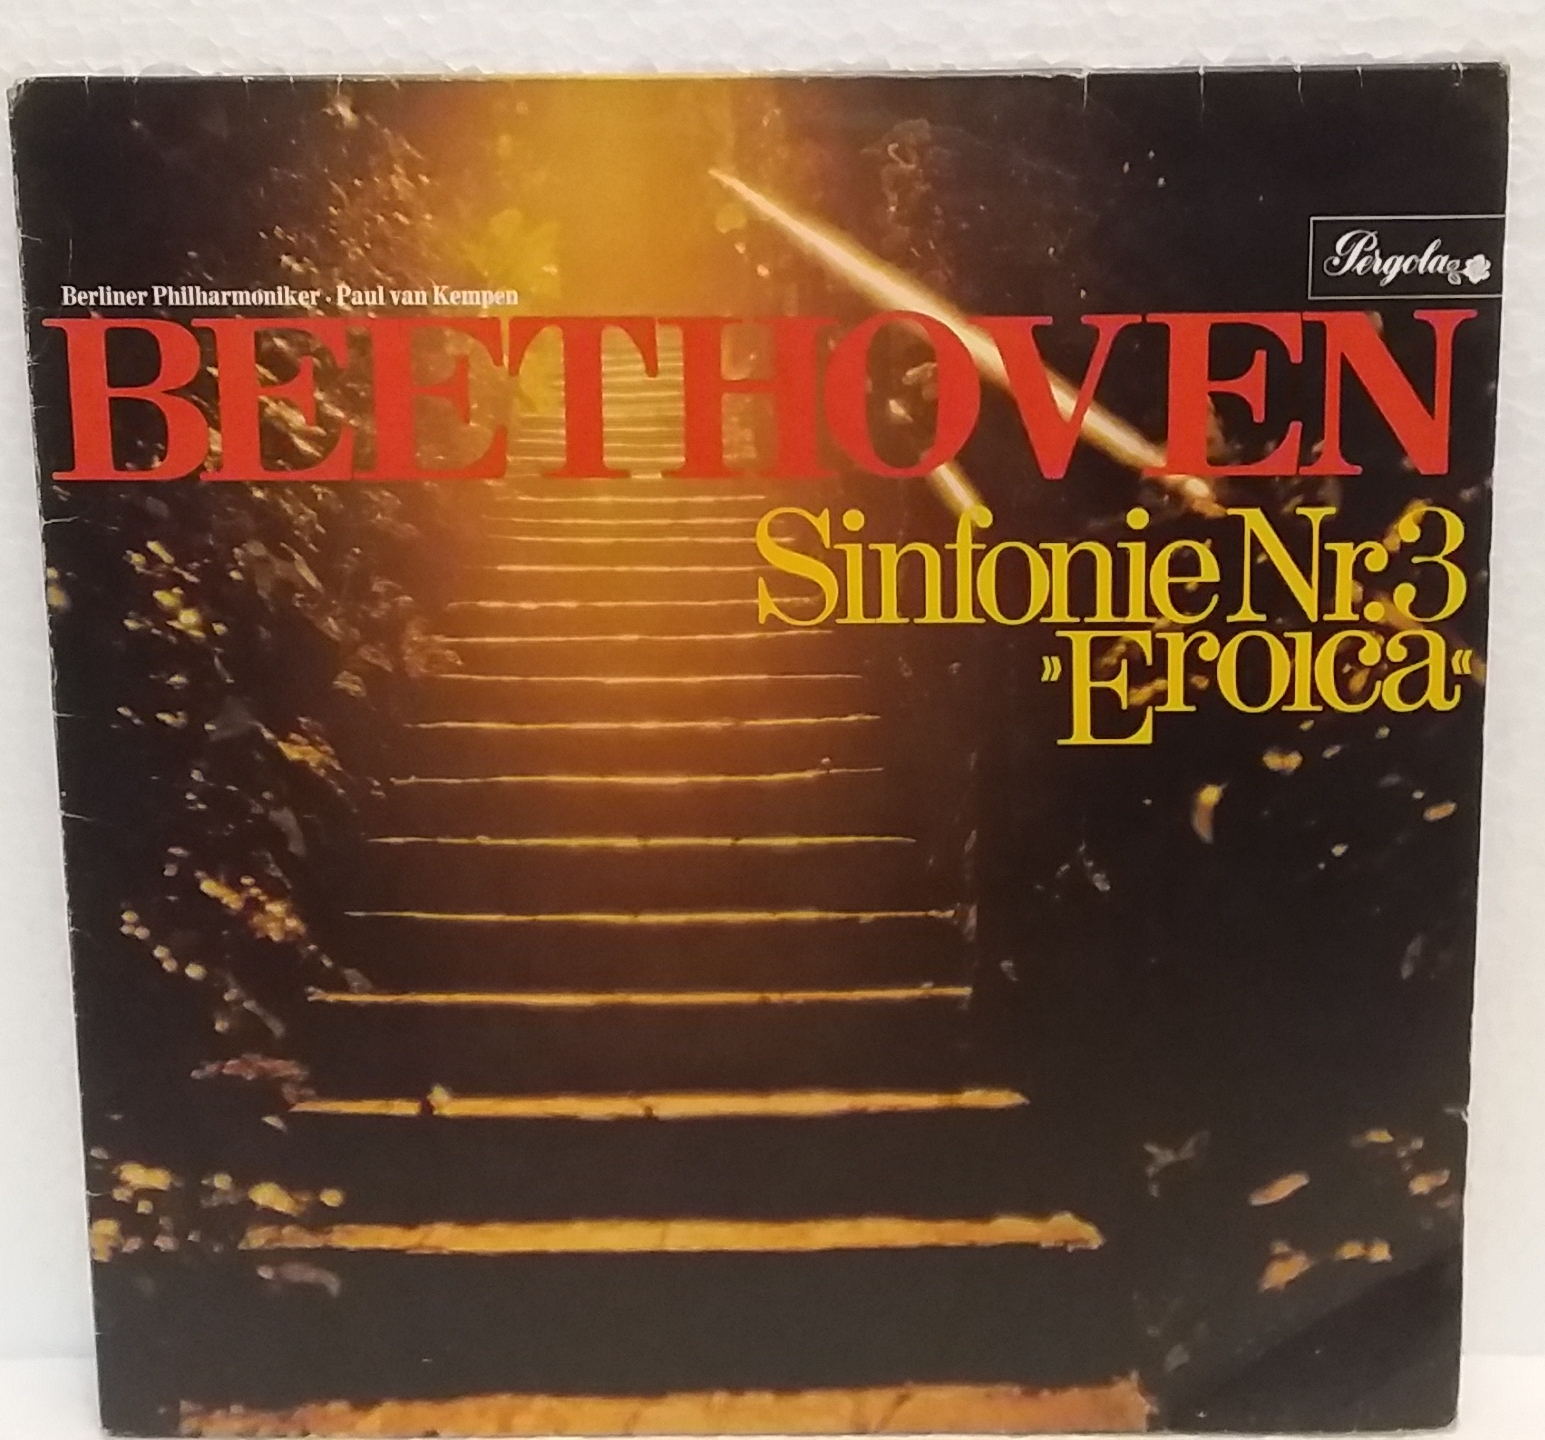 Pergola
Berliner Philharmoniker · Paul van Kempen
BEETHOVEN
Sinfonie Nr.3
»Eroica«